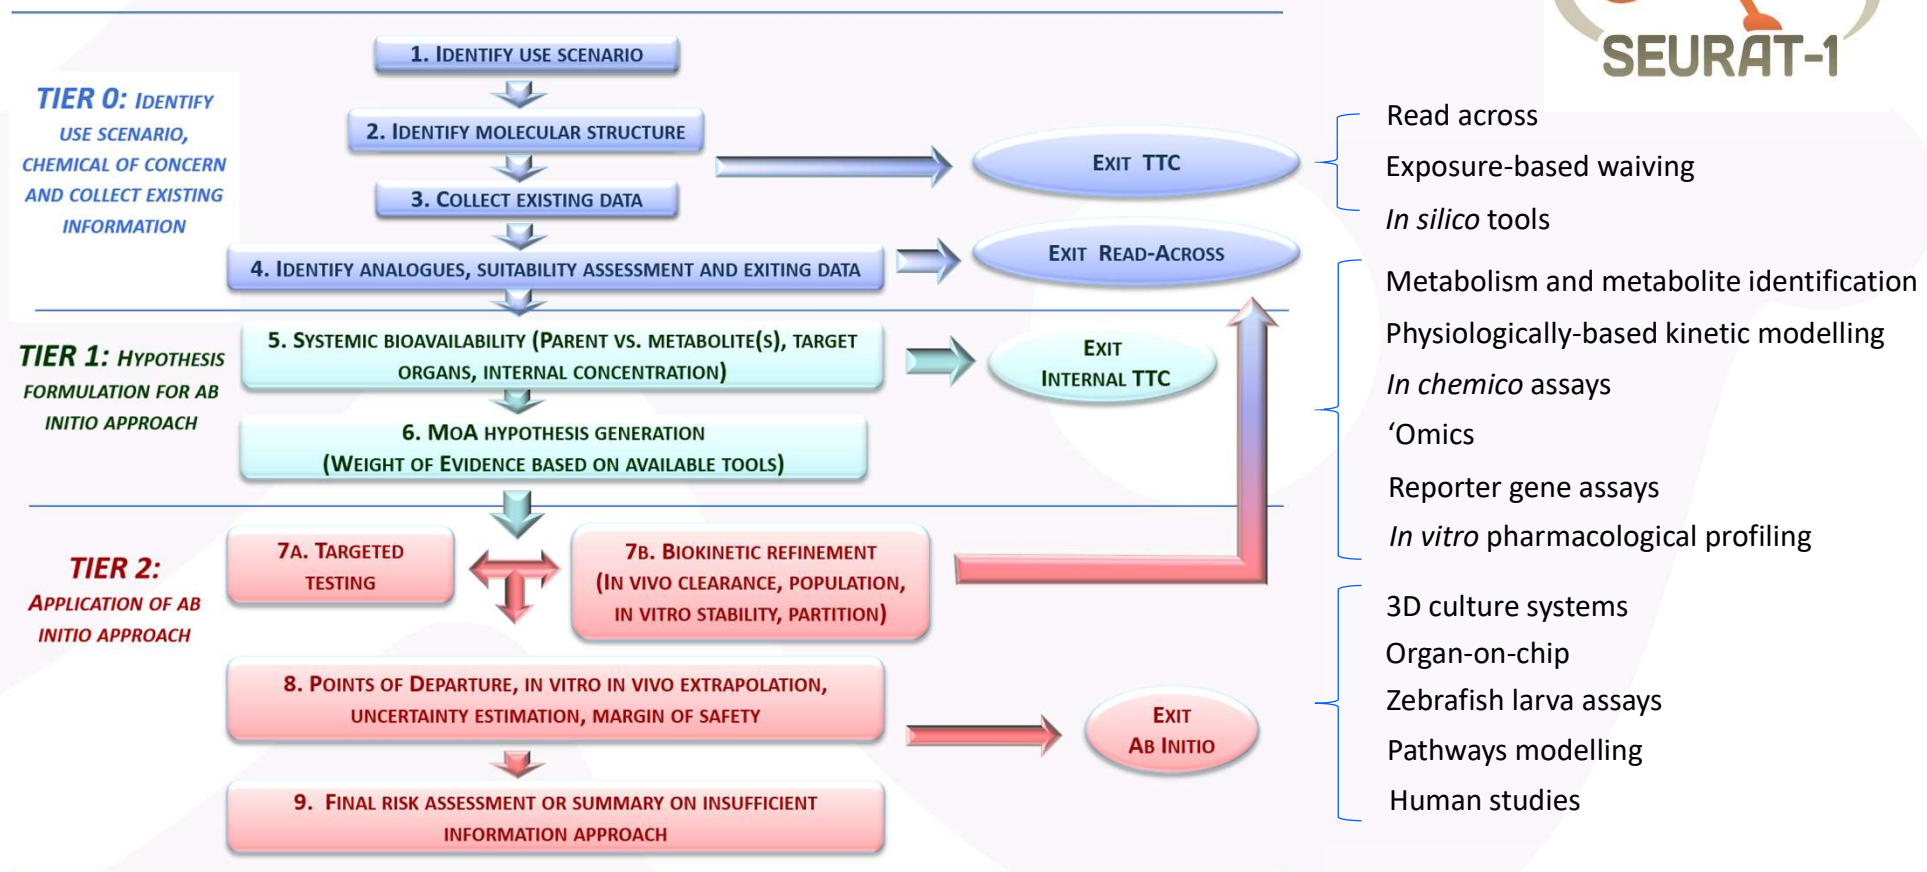 SEURAT-1
TIER 0: IDENTIFY
USE SCENARIO,
CHEMICAL OF CONCERN
AND COLLECT EXISTING
INFORMATION
1. IDENTIFY USE SCENARIO
2. IDENTIFY MOLECULAR STRUCTURE
3. COLLECT EXISTING DATA
4. IDENTIFY ANALOGUES, SUITABILITY ASSESSMENT AND EXITING DATA
EXIT TTC
EXIT READ-ACROSS
TIER 1: HYPOTHESIS
FORMULATION FOR AB
INITIO APPROACH
5. SYSTEMIC BIOAVAILABILITY (PARENT VS. METABOLITE(S), TARGET
ORGANS, INTERNAL CONCENTRATION)
EXIT
INTERNAL TTC
6. MOA HYPOTHESIS GENERATION
(WEIGHT OF EVIDENCE BASED ON AVAILABLE TOOLS)
TIER 2:
APPLICATION OF AB
INITIO APPROACH
7A. TARGETED
TESTING
7B. BIOKINETIC REFINEMENT
(IN VIVO CLEARANCE, POPULATION,
IN VITRO STABILITY, PARTITION)
8. POINTS OF DEPARTURE, IN VITRO IN VIVO EXTRAPOLATION,
UNCERTAINTY ESTIMATION, MARGIN OF SAFETY
EXIT
AB INITIO
9. FINAL RISK ASSESSMENT OR SUMMARY ON INSUFFICIENT
INFORMATION APPROACH
Read across
Exposure-based waiving
In silico tools
Metabolism and metabolite identification
Physiologically-based kinetic modelling
In chemico assays
‘Omics
Reporter gene assays
In vitro pharmacological profiling
3D culture systems
Organ-on-chip
Zebrafish larva assays
Pathways modelling
Human studies